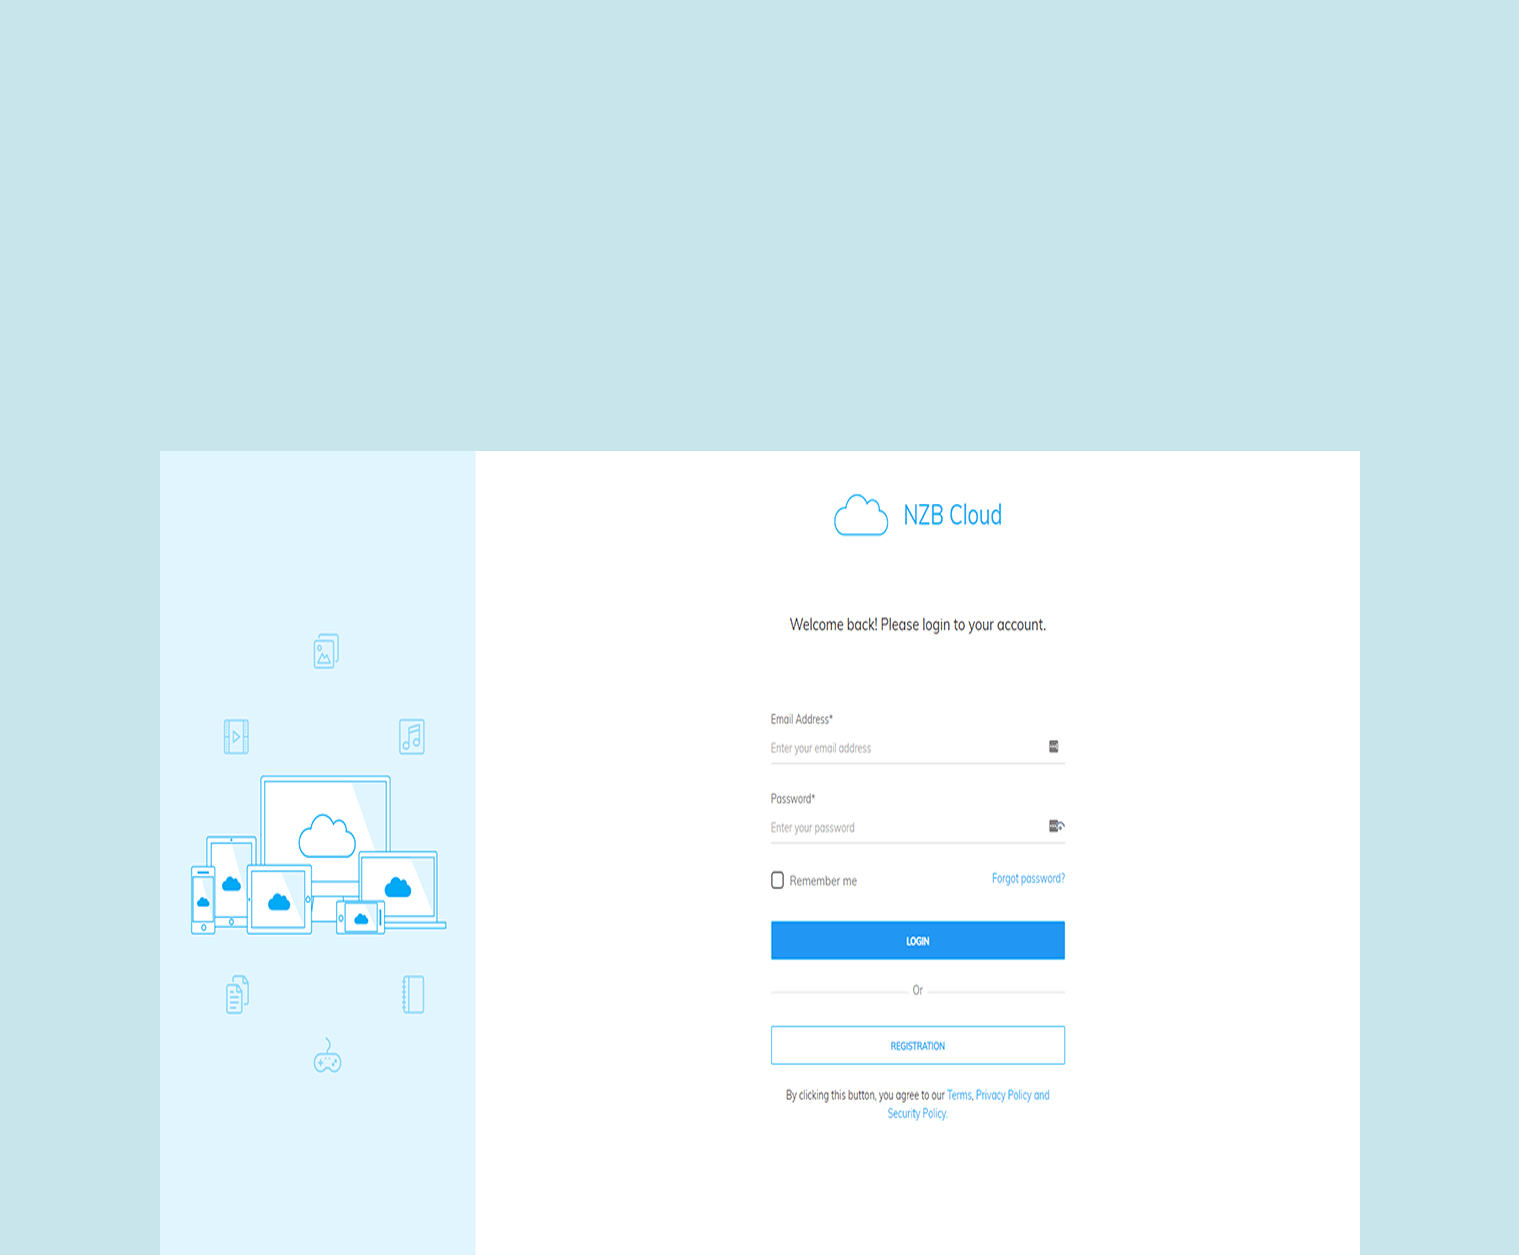 NZB Cloud
Welcome back! Please login to your account.
Email Address*
Enter your email address
Password*
Enter your password
Remember me
Forgot password?
LOGIN
Or
REGISTRATION
By clicking this button, you agree to our Terms, Privacy Policy and
Security Policy.